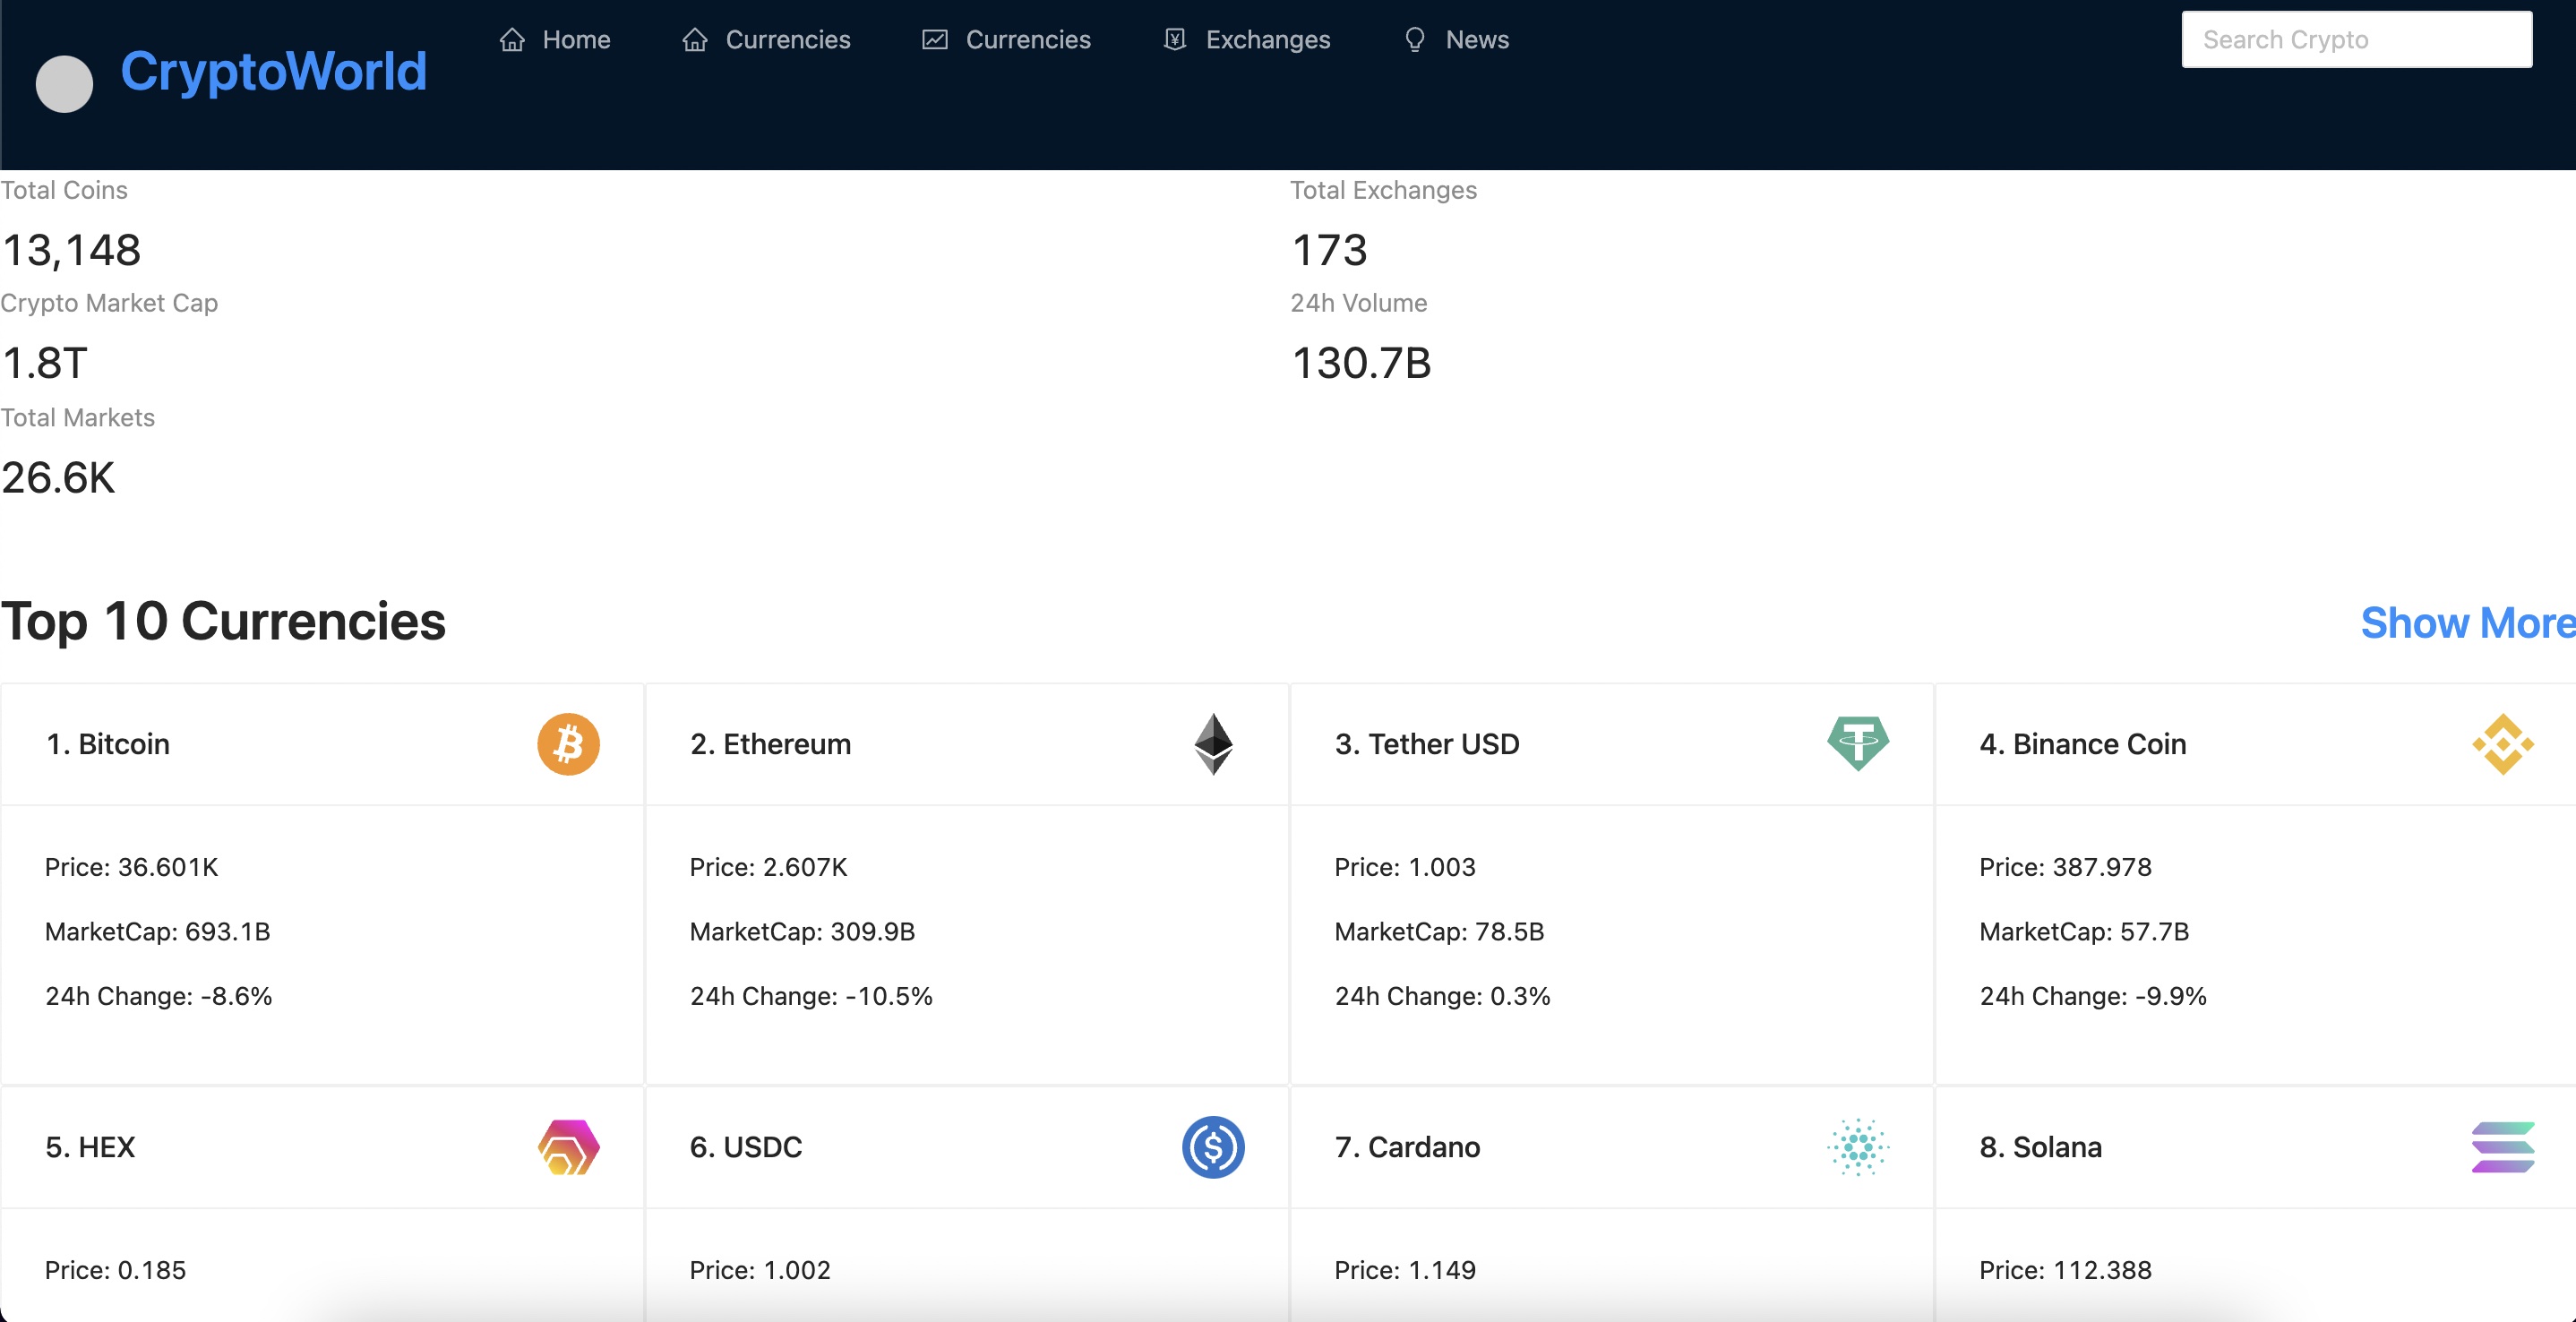 CryptoWorld
Home
Currencies
Currencies
Exchanges
News
Search Crypto
Total Coins
13,148
Total Exchanges
173
Crypto Market Cap
1.8T
24h Volume
130.7B
Total Markets
26.6K
Top 10 Currencies
Show More
1. Bitcoin
Price: 36.601K
MarketCap: 693.1B
24h Change: -8.6%
2. Ethereum
Price: 2.607K
MarketCap: 309.9B
24h Change: -10.5%
3. Tether USD
Price: 1.003
MarketCap: 78.5B
24h Change: 0.3%
4. Binance Coin
Price: 387.978
MarketCap: 57.7B
24h Change: -9.9%
5. HEX
Price: 0.185
6. USDC
Price: 1.002
7. Cardano
Price: 1.149
8. Solana
Price: 112.388